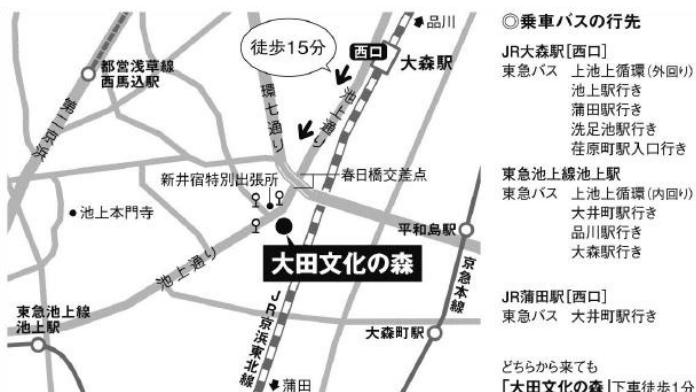 品川
徒歩15分
西口
大森駅
都営浅草線
西馬込駅
第二京浜
環七通り
池上通り
新井宿特別出張所
春日橋交差点
池上本門寺
平和島駅
大田文化の森
池上通り
京急本線
東急池上線
池上駅
JR京浜東北線
大森町駅
蒲田
◎乗車バスの行先
JR大森駅[西口]
東急バス 上池上循環(外回り)
池上駅行き
蒲田駅行き
洗足池駅行き
荏原町駅入口行き
東急池上線池上駅
東急バス 上池上循環(内回り)
大井町駅行き
品川駅行き
大森駅行き
JR蒲田駅[西口]
東急バス 大井町駅行き
どちらから来ても
「大田文化の森」下車徒歩1分